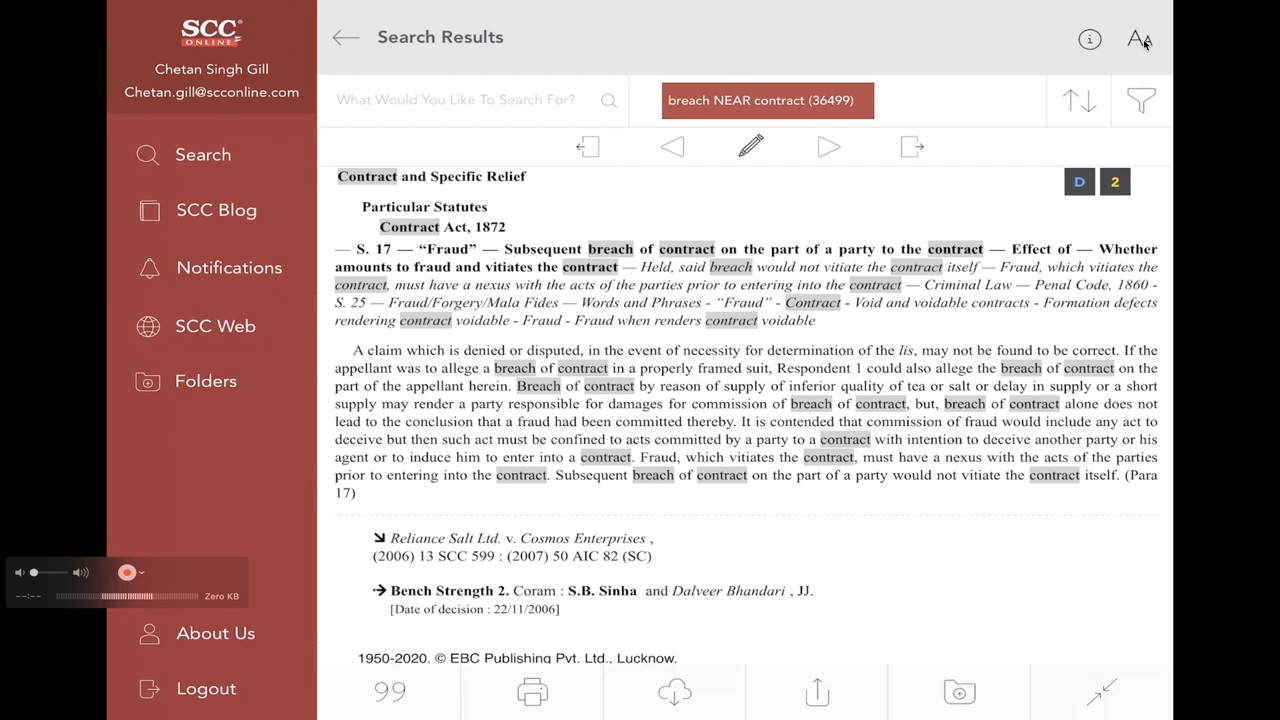 SCC
ONLINE
Chetan Singh Gill
Chetan.gill@scconline.com
Search
SCC Blog
Notifications
SCC Web
Folders
--:--
Zero KB
About Us
Logout
Search Results
i
AA
What Would You Like To Search For?
breach NEAR contract (36499)
Contract and Specific Relief
D 2
Particular Statutes
Contract Act, 1872
— S. 17 — “Fraud” — Subsequent breach of contract on the part of a party to the contract — Effect of — Whether
amounts to fraud and vitiates the contract — Held, said breach would not vitiate the contract itself — Fraud, which vitiates the
contract, must have a nexus with the acts of the parties prior to entering into the contract — Criminal Law — Penal Code, 1860 -
S. 25 — Fraud/Forgery/Mala Fides — Words and Phrases - “Fraud” - Contract - Void and voidable contracts - Formation defects
rendering contract voidable - Fraud - Fraud when renders contract voidable
A claim which is denied or disputed, in the event of necessity for determination of the lis, may not be found to be correct. If the
appellant was to allege a breach of contract in a properly framed suit, Respondent 1 could also allege the breach of contract on the
part of the appellant herein. Breach of contract by reason of supply of inferior quality of tea or salt or delay in supply or a short
supply may render a party responsible for damages for commission of breach of contract, but, breach of contract alone does not
lead to the conclusion that a fraud had been committed thereby. It is contended that commission of fraud would include any act to
deceive but then such act must be confined to acts committed by a party to a contract with intention to deceive another party or his
agent or to induce him to enter into a contract. Fraud, which vitiates the contract, must have a nexus with the acts of the parties
prior to entering into the contract. Subsequent breach of contract on the part of a party would not vitiate the contract itself. (Para
17)
Reliance Salt Ltd. v. Cosmos Enterprises ,
(2006) 13 SCC 599 : (2007) 50 AIC 82 (SC)
Bench Strength 2. Coram : S.B. Sinha and Dalveer Bhandari , JJ.
[Date of decision : 22/11/2006]
1950-2020, © EBC Publishing Pvt. Ltd., Lucknow.